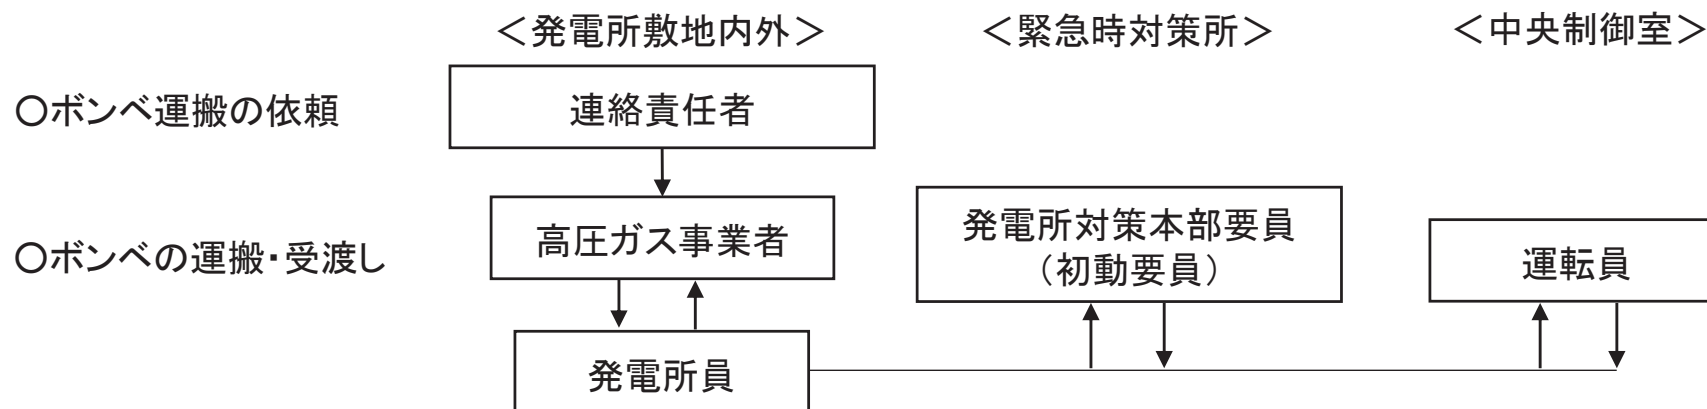 ＜発電所敷地内外＞
＜緊急時対策所＞
＜中央制御室＞
○ボンベ運搬の依頼
連絡責任者
○ボンベの運搬・受渡し
高圧ガス事業者
発電所対策本部要員
（初動要員）
運転員
発電所員